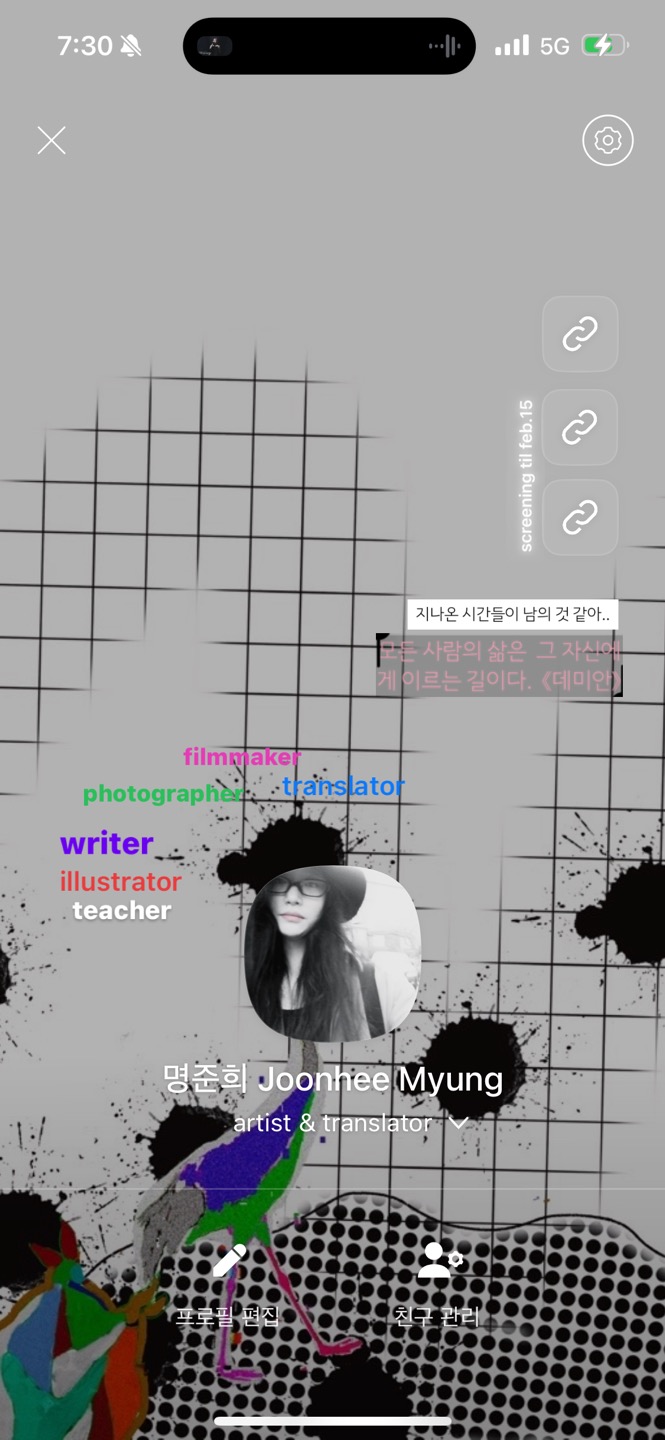 7:30
5G
screening til feb.15
지나온 시간들이 남의 것 같아..
모든 사람의 삶은 그 자신에
게 이르는 길이다. 《데미안》
filmmaker
photographer
translator
writer
illustrator
teacher
명준희 Joonhee Myung
artist & translator
프로필 편집
친구 관리